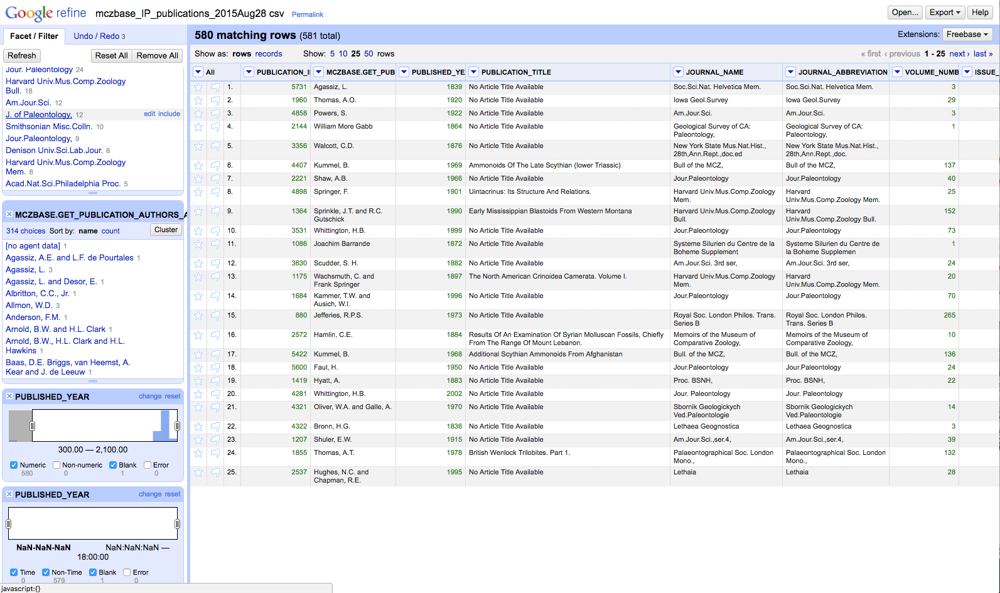 Google refine mczbase_IP_publications_2015Aug28 csv Permalink
Open... Export Help
Facet / Filter Undo / Redo 3
Refresh Reset All Remove All
Jour. Paleontology 24
Harvard Univ.Mus.Comp.Zoology
Bull. 18
Am.Jour.Sci. 12
J. of Paleontology, 12 edit include
Smithsonian Misc.Colln. 10
Jour.Paleontology, 9
Denison Univ.Sci.Lab.Jour. 8
Harvard Univ.Mus.Comp.Zoology
Mem. 8
Acad.Nat.Sci.Philadelphia Proc. 5
MCZBASE.GET_PUBLICATION_AUTHORS_A
314 choices Sort by: name count Cluster
[no agent data] 1
Agassiz, A.E. and L.F. de Pourtales 1
Agassiz, L. 3
Agassiz, L. and Desor, E. 1
Albritton, C.C., Jr. 1
Allmon, W.D. 3
Anderson, F.M. 1
Arnold, B.W. and H.L. Clark 1
Arnold, B.W., H.L. Clark and H.L.
Hawkins 1
Baas, D.E. Briggs, van Heemst, A.
Kear and J. de Leeuw 1
PUBLISHED_YEAR change reset
300.00 — 2,100.00
Numeric Non-numeric Blank Error
580 0 1 0
PUBLISHED_YEAR change reset
NaN-NaN-NaN NaN:NaN:NaN —
18:00:00
Time Non-Time Blank Error
0 579 1 0
javascript:{}
580 matching rows (581 total)
Extensions: Freebase
Show as: rows records Show: 5 10 25 50 rows
« first ‹ previous 1 - 25 next › last »
All PUBLICATION_I MCZBASE.GET_PUB PUBLISHED_YE PUBLICATION_TITLE JOURNAL_NAME JOURNAL_ABBREVIATION VOLUME_NUMB ISSUE_
1. 5731 Agassiz, L. 1839 No Article Title Available Soc.Sci.Nat. Helvetica Mem. Soc.Sci.Nat. Helvetica Mem. 3
2. 1960 Thomas, A.O. 1920 No Article Title Available Iowa Geol.Survey Iowa Geol.Survey 29
3. 4858 Powers, S. 1922 No Article Title Available Am.Jour.Sci. Am.Jour.Sci. 3
4. 2144 William More Gabb 1864 No Article Title Available Geological Survey of CA: Geological Survey of CA: 1
Paleontology, Paleontology,
5. 3356 Walcott, C.D. 1876 No Article Title Available New York State Mus.Nat.Hist., New York State Mus.Nat.Hist.,
28th,Ann.Rept.,doc.ed 28th,Ann.Rept.,doc.
6. 4407 Kummel, B. 1969 Ammonoids Of The Late Scythian (lower Triassic) Bull of the MCZ, Bull of the MCZ, 137
7. 2221 Shaw, A.B. 1966 No Article Title Available Jour.Paleontology Jour.Paleontology 40
8. 4898 Springer, F. 1901 Uintacrinus: Its Structure And Relations. Harvard Univ.Mus.Comp.Zoology Harvard 25
Mem. Univ.Mus.Comp.Zoology Mem.
9. 1364 Sprinkle, J.T. and R.C. 1990 Early Mississippian Blastoids From Western Montana Harvard Univ.Mus.Comp.Zoology Harvard 152
Gutschick Bull. Univ.Mus.Comp.Zoology Bull.
10. 3531 Whittington, H.B. 1999 No Article Title Available Jour.Paleontology Jour.Paleontology 73
11. 1086 Joachim Barrande 1872 No Article Title Available Systeme Silurien du Centre de la Systeme Silurien du Centre de 1
Boheme Supplement la Boheme Supplemen
12. 3630 Scudder, S. H. 1882 No Article Title Available Am.Jour.Sci. 3rd ser, Am.Jour.Sci. 3rd ser, 24
13. 1175 Wachsmuth, C. and 1897 The North American Crinoidea Camerata. Volume I. Harvard Univ.Mus.Comp.Zoology Harvard 20
Frank Springer Mem. Univ.Mus.Comp.Zoology Mem.
14. 1684 Kammer, T.W. and 1996 No Article Title Available Jour.Paleontology Jour.Paleontology 70
Ausich, W.I.
15. 880 Jefferies, R.P.S. 1973 No Article Title Available Royal Soc. London Philos. Trans. Royal Soc. London Philos. 265
Series B Trans. Series B
16. 2572 Hamlin, C.E. 1884 Results Of An Examination Of Syrian Molluscan Fossils, Chiefly Memoirs of the Museum of Memoirs of the Museum of 10
From The Range Of Mount Lebanon. Comparative Zoology, Comparative Zoology,
17. 5422 Kummel, B. 1968 Additional Scythian Ammonoids From Afghanistan Bull. of the MCZ, Bull. of the MCZ, 136
18. 5600 Faul, H. 1950 No Article Title Available Jour.Paleontology Jour.Paleontology 24
19. 1419 Hyatt, A. 1883 No Article Title Available Proc. BSNH, Proc. BSNH, 22
20. 4281 Whittington, H.B. 2002 No Article Title Available Jour. Paleontology Jour. Paleontology
21. 4321 Oliver, W.A. and Galle, A. 1970 No Article Title Available Sbornik Geologickych Sbornik Geologickych 14
Ved.Paleontologie Ved.Paleontologie
22. 4322 Bronn, H.G. 1836 No Article Title Available Lethaea Geognostica Lethaea Geognostica 3
23. 1207 Shuler, E.W. 1915 No Article Title Available Am.Jour.Sci.,ser.4, Am.Jour.Sci.,ser.4, 39
24. 1855 Thomas, A.T. 1978 British Wenlock Trilobites. Part 1. Palaeontographical Soc. London Palaeontographical Soc. London 132
Mono., Mono.,
25. 2537 Hughes, N.C. and 1995 No Article Title Available Lethaia Lethaia 28
Chapman, R.E.